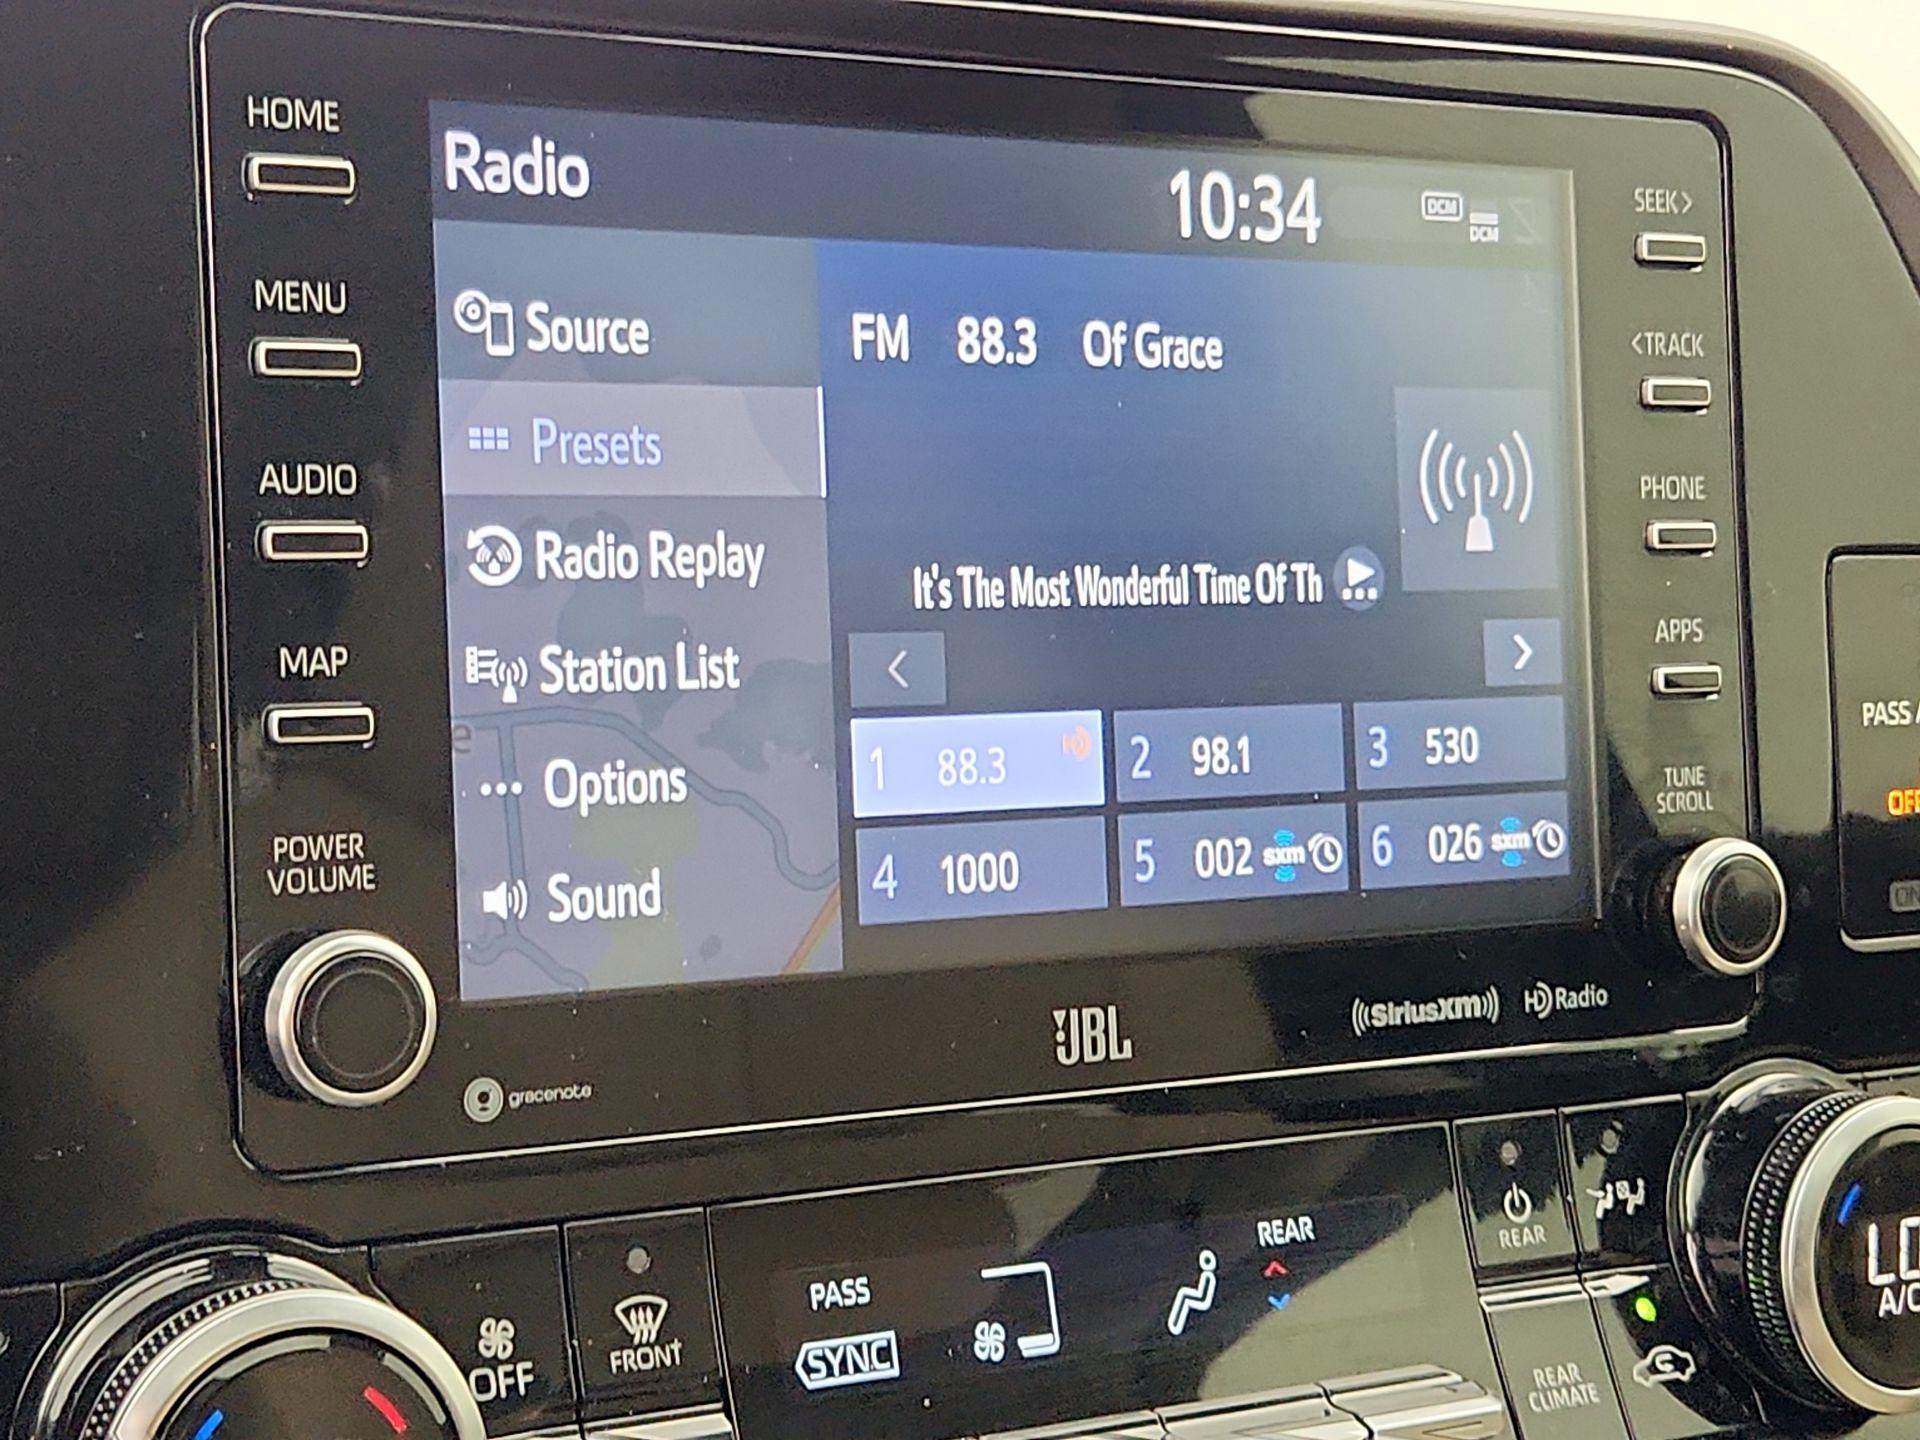 HOME
MENU
AUDIO
MAP
POWER
VOLUME
Radio
10:34
DCM
DCM
Source
Presets
Radio Replay
Station List
Options
Sound
FM 88.3 Of Grace
It's The Most Wonderful Time Of Th
1 88.3
2 98.1
3 530
4 1000
5 002 sxm
6 026 sxm
SEEK>
<TRACK
PHONE
APPS
TUNE
SCROLL
gracenote
JBL
((SiriusXM))
HD Radio
PASS
OFF
FRONT
PASS
SYNC
REAR
REAR
REAR
CLIMATE
LO